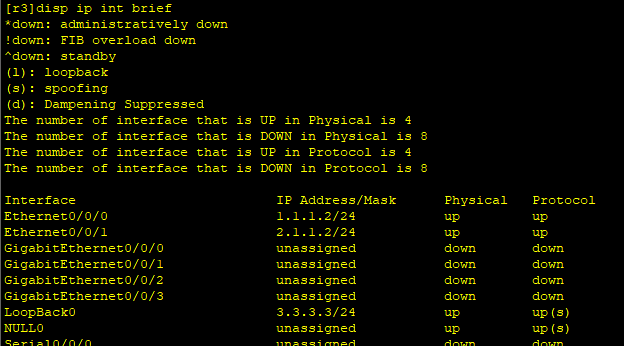 [r3]disp ip int brief
*down: administratively down
!down: FIB overload down
^down: standby
(l): loopback
(s): spoofing
(d): Dampening Suppressed
The number of interface that is UP in Physical is 4
The number of interface that is DOWN in Physical is 8
The number of interface that is UP in Protocol is 4
The number of interface that is DOWN in Protocol is 8
Interface IP Address/Mask Physical Protocol
Ethernet0/0/0 1.1.1.2/24 up up
Ethernet0/0/1 2.1.1.2/24 up up
GigabitEthernet0/0/0 unassigned down down
GigabitEthernet0/0/1 unassigned down down
GigabitEthernet0/0/2 unassigned down down
GigabitEthernet0/0/3 unassigned down down
LoopBack0 3.3.3.3/24 up up(s)
NULL0 unassigned up up(s)
Serial0/0/0 unassigned down down